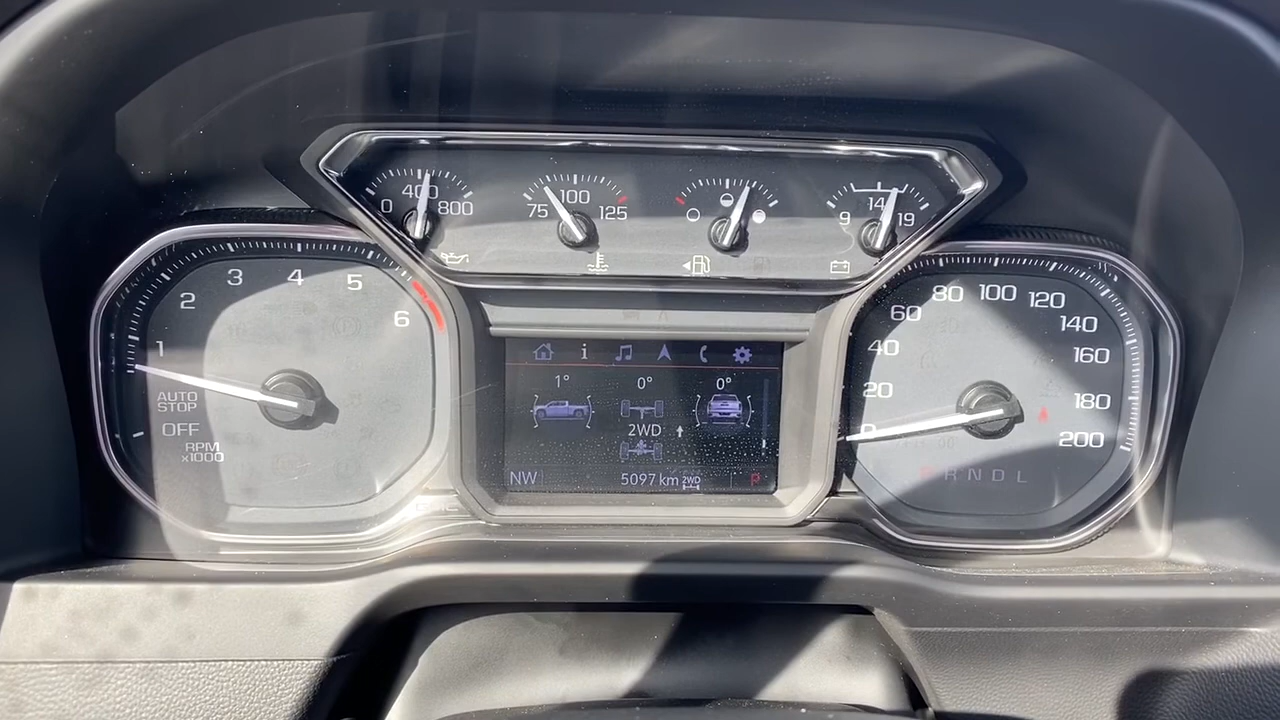 0 400 800
75 100 125
9 14 19
1 2 3 4 5 6
AUTO
STOP
OFF
RPM
x1000
i
1° 0° 0°
2WD
NW 5097 km 2WD P
0 20 40 60 80 100 120 140 160 180 200
P R N D L
GMC